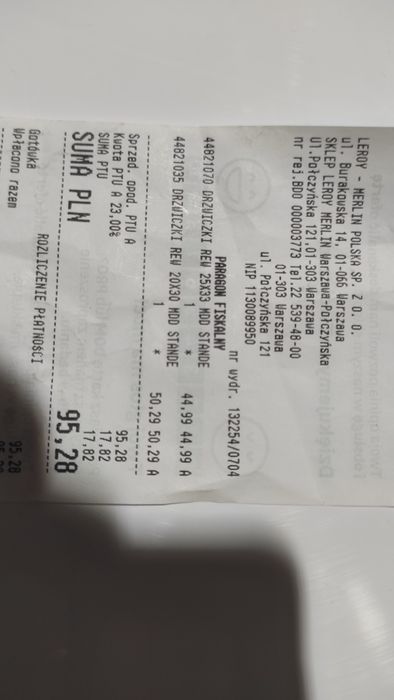 LEROY - MERLIN POLSKA SP. Z O. O.
ul. Burakowska 14, 01-066 Warszawa
SKLEP LEROY MERLIN Warszawa-Połczyńska
Ul.Połczyńska 121,01-303 Warszawa
nr rej.BDO 000003773 Tel.22 539-48-00
01-303 Warszawa
ul. Połczyńska 121
NIP 1130089950
nr wydr. 132254/0704
PARAGON FISKALNY
44821070 DRZWICZKI REW 25X33 MDD STANDE
1 * 44,99 44,99 A
44821035 DRZWICZKI REW 20X30 MDD STANDE
1 * 50,29 50,29 A
Sprzed. opod. PTU A 95,28
Kwota PTU A 23,00% 17,82
SUMA PTU 17,82
SUMA PLN 95,28
ROZLICZENIE PŁATNOŚCI
Gotówka 95,28
Wpłacono razem